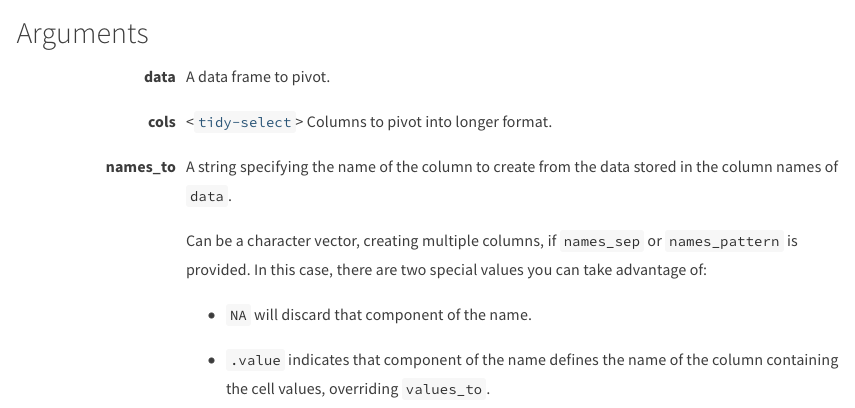 Arguments
data A data frame to pivot.
cols < tidy-select > Columns to pivot into longer format.
names_to A string specifying the name of the column to create from the data stored in the column names of
data .
Can be a character vector, creating multiple columns, if names_sep or names_pattern is
provided. In this case, there are two special values you can take advantage of:
• NA will discard that component of the name.
• .value indicates that component of the name defines the name of the column containing
the cell values, overriding values_to .